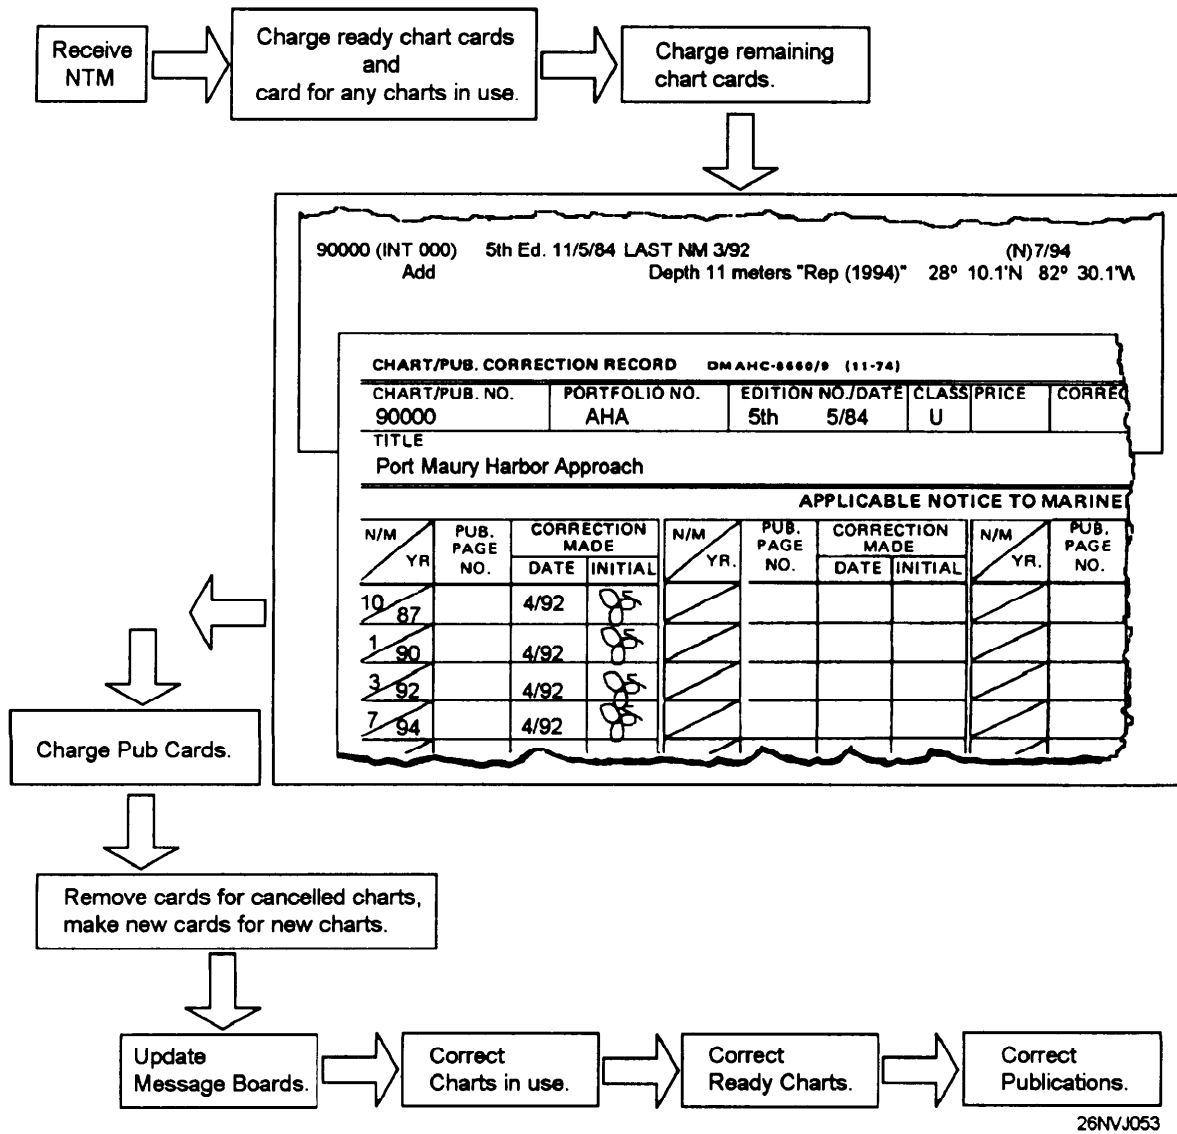 Receive
NTM
Charge ready chart cards
and
card for any charts in use.
Charge remaining
chart cards.
90000 (INT 000) 5th Ed. 11/5/84 LAST NM 3/92 (N)7/94
Add Depth 11 meters "Rep (1994)" 28° 10.1'N 82° 30.1'W
CHART/PUB. CORRECTION RECORD DMAHC-8660/9 (11-74)
CHART/PUB. NO. PORTFOLIO NO. EDITION NO./DATE CLASS PRICE CORREC
90000 AHA 5th 5/84 U
TITLE
Port Maury Harbor Approach
APPLICABLE NOTICE TO MARINE
N/M YR PUB. PAGE NO. CORRECTION MADE DATE INITIAL N/M YR. PUB. PAGE NO. CORRECTION MADE DATE INITIAL N/M YR. PUB. PAGE NO.
10/87 4/92
1/90 4/92
3/92 4/92
7/94 4/92
Charge Pub Cards.
Remove cards for cancelled charts,
make new cards for new charts.
Update
Message Boards.
Correct
Charts in use.
Correct
Ready Charts.
Correct
Publications.
26NVJ053